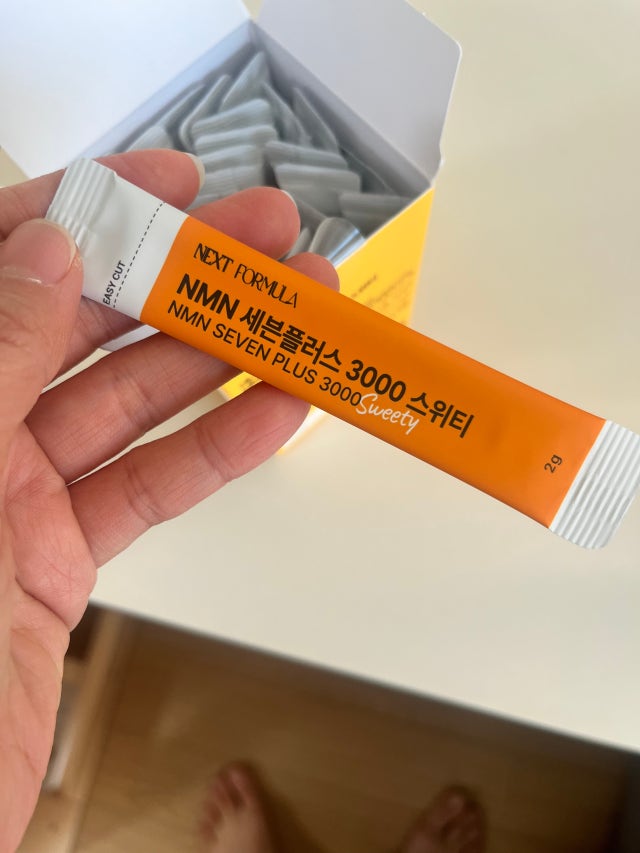 EASY CUT
NEXT FORMULA
NMN 세븐플러스 3000 스위티
NMN SEVEN PLUS 3000
Sweety
2g